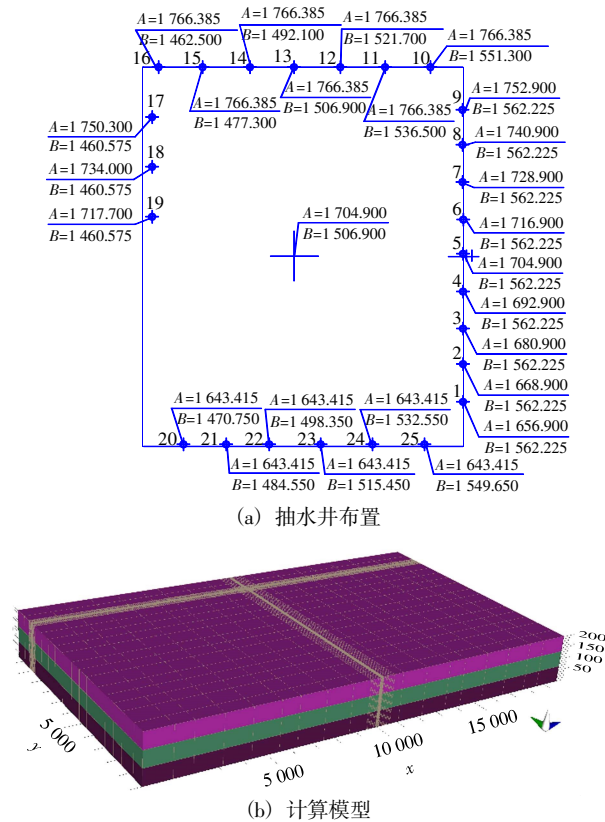 A=1 766.385
B=1 462.500
A=1 766.385
B=1 492.100
A=1 766.385
B=1 521.700
A=1 766.385
B=1 551.300
16
15
14
13
12
11
10
A=1 766.385
B=1 477.300
A=1 766.385
B=1 506.900
A=1 766.385
B=1 536.500
17
A=1 750.300
B=1 460.575
18
A=1 734.000
B=1 460.575
19
A=1 717.700
B=1 460.575
9
A=1 752.900
B=1 562.225
8
A=1 740.900
B=1 562.225
7
A=1 728.900
B=1 562.225
6
A=1 716.900
B=1 562.225
A=1 704.900
B=1 506.900
5
A=1 704.900
B=1 562.225
4
A=1 692.900
B=1 562.225
3
A=1 680.900
B=1 562.225
2
A=1 668.900
B=1 562.225
1
A=1 656.900
B=1 562.225
A=1 643.415
B=1 470.750
A=1 643.415
B=1 498.350
A=1 643.415
B=1 532.550
20
21
22
23
24
25
A=1 643.415
B=1 484.550
A=1 643.415
B=1 515.450
A=1 643.415
B=1 549.650
(a) 抽水井布置
200
150
100
50
5 000
y
5 000
10 000
15 000
x
(b) 计算模型